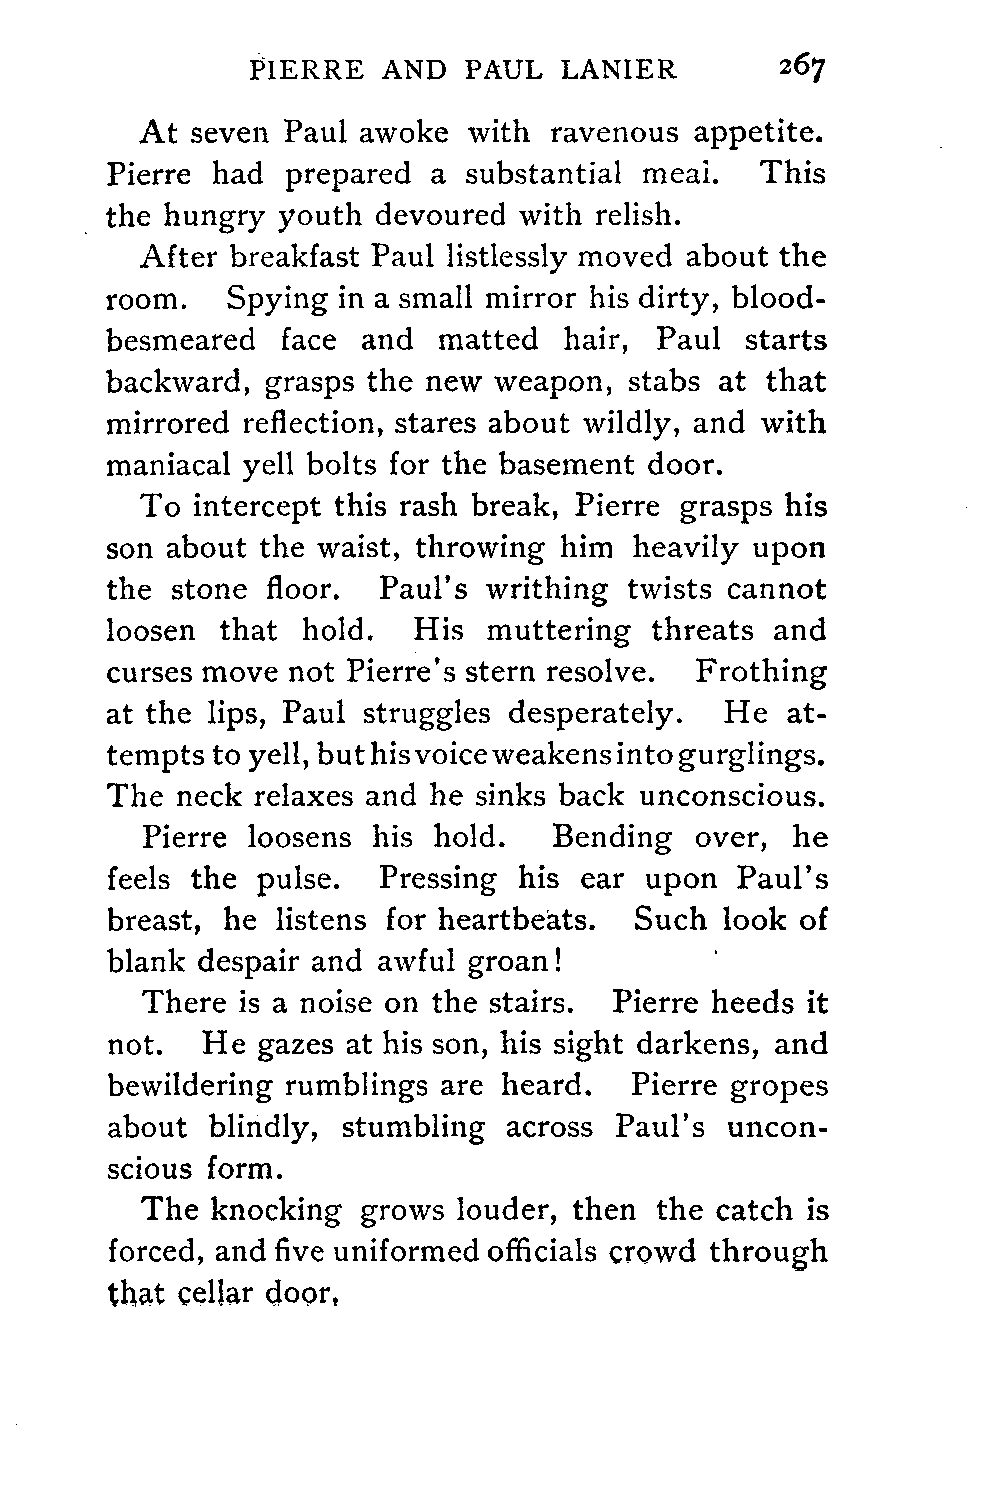 PIERRE AND PAUL LANIER 267
At seven Paul awoke with ravenous appetite.
Pierre had prepared a substantial meal. This
the hungry youth devoured with relish.
After breakfast Paul listlessly moved about the
room. Spying in a small mirror his dirty, blood-
besmeared face and matted hair, Paul starts
backward, grasps the new weapon, stabs at that
mirrored reflection, stares about wildly, and with
maniacal yell bolts for the basement door.
To intercept this rash break, Pierre grasps his
son about the waist, throwing him heavily upon
the stone floor. Paul's writhing twists cannot
loosen that hold. His muttering threats and
curses move not Pierre's stern resolve. Frothing
at the lips, Paul struggles desperately. He at-
tempts to yell, but his voice weakens into gurglings.
The neck relaxes and he sinks back unconscious.
Pierre loosens his hold. Bending over, he
feels the pulse. Pressing his ear upon Paul's
breast, he listens for heartbeats. Such look of
blank despair and awful groan!
There is a noise on the stairs. Pierre heeds it
not. He gazes at his son, his sight darkens, and
bewildering rumblings are heard. Pierre gropes
about blindly, stumbling across Paul's uncon-
scious form.
The knocking grows louder, then the catch is
forced, and five uniformed officials crowd through
that cellar door.